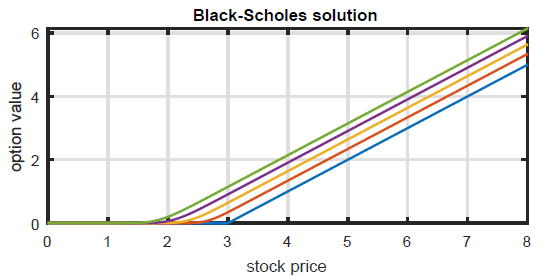 Black-Scholes solution
6
4
2
0
option value
0 1 2 3 4 5 6 7 8
stock price